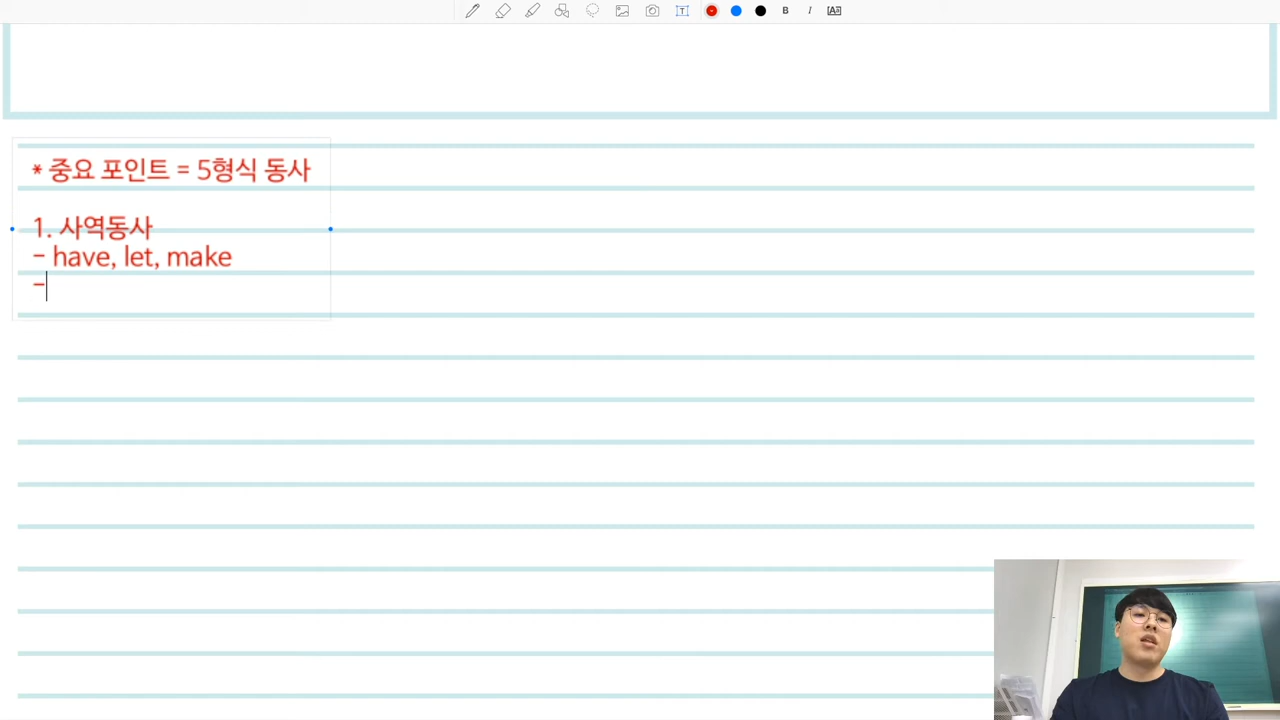 T B I A
* 중요 포인트 = 5형식 동사
1. 사역동사
- have, let, make
-